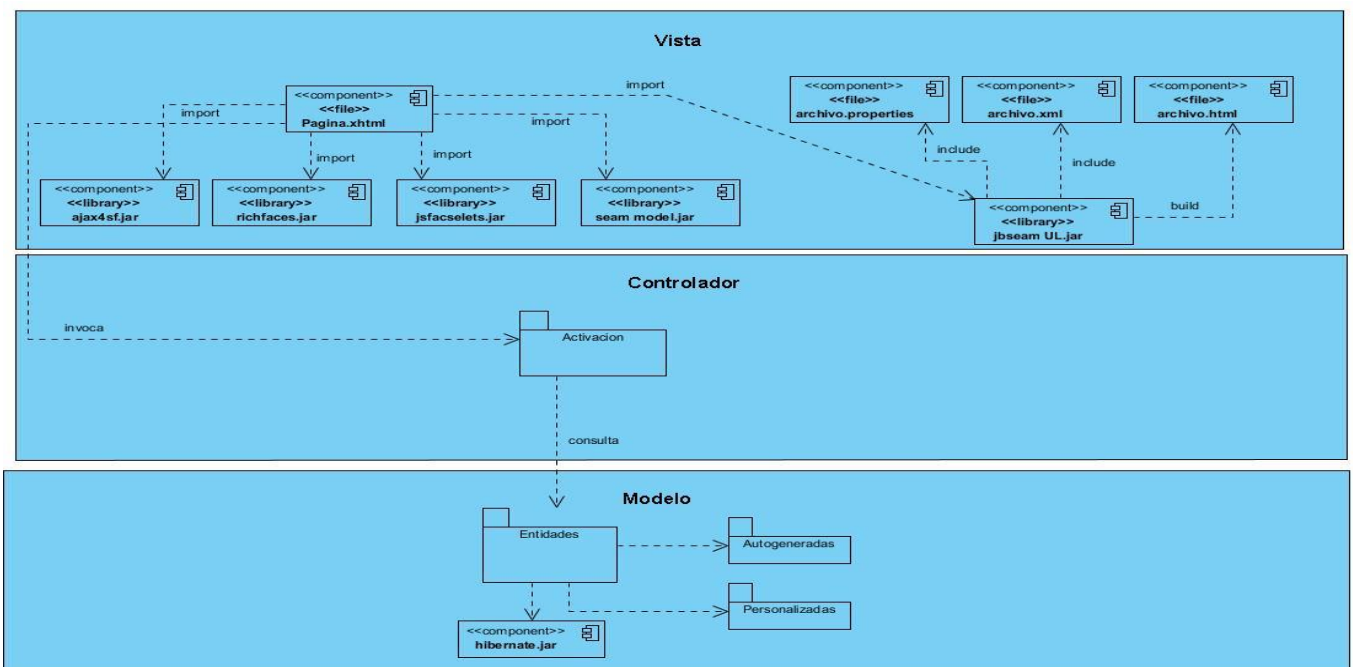 Vista
<<component>>
<<file>>
Pagina.xhtml
import
import
import
import
import
<<component>>
<<file>>
archivo.properties
<<component>>
<<file>>
archivo.xml
<<component>>
<<file>>
archivo.html
include
include
build
<<component>>
<<library>>
ajax4sf.jar
<<component>>
<<library>>
richfaces.jar
<<component>>
<<library>>
jsfacselets.jar
<<component>>
<<library>>
seam model.jar
<<component>>
<<library>>
jbseam UL.jar
Controlador
invoca
Activacion
consulta
Modelo
Entidades
Autogeneradas
Personalizadas
<<component>>
hibernate.jar